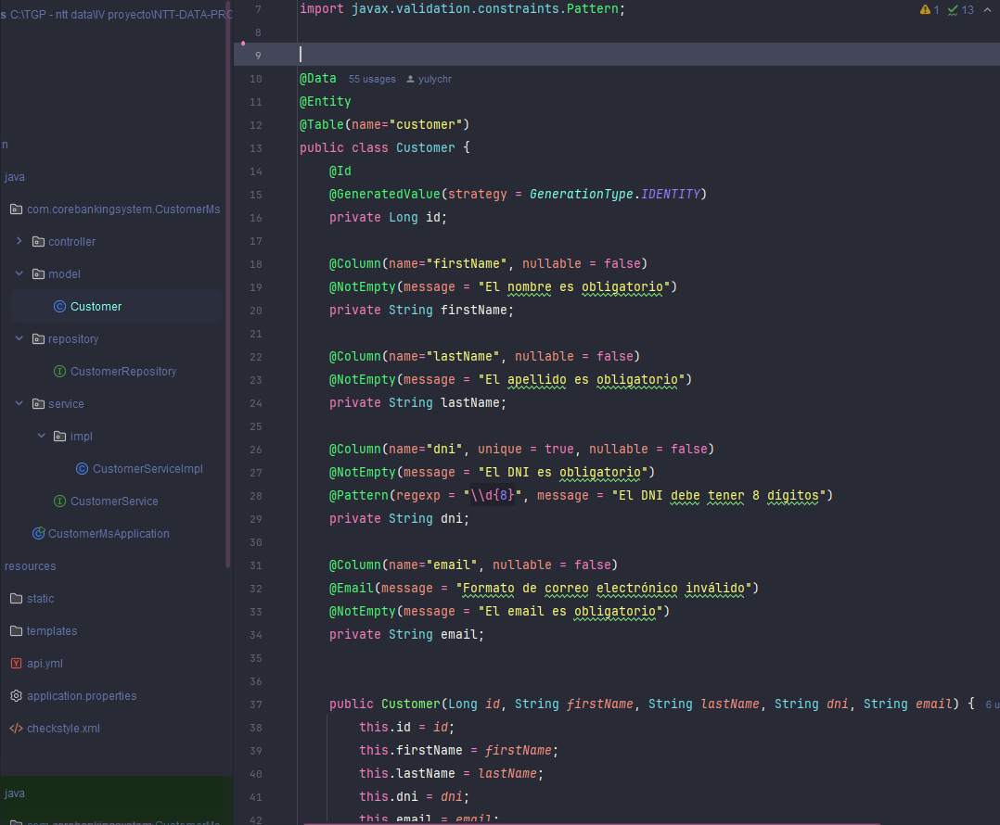 s C:\TGP - ntt data\IV proyecto\NTT-DATA-PRO
n
java
com.corebankingsystem.CustomerMs
controller
model
Customer
repository
CustomerRepository
service
impl
CustomerServiceImpl
CustomerService
CustomerMsApplication
resources
static
templates
api.yml
application.properties
checkstyle.xml
java
com.corebankingsystem.CustomerMs
1 13
7 import javax.validation.constraints.Pattern;
8
9
10 @Data 55 usages yulychr
11 @Entity
12 @Table(name="customer")
13 public class Customer {
14 @Id
15 @GeneratedValue(strategy = GenerationType.IDENTITY)
16 private Long id;
17
18 @Column(name="firstName", nullable = false)
19 @NotEmpty(message = "El nombre es obligatorio")
20 private String firstName;
21
22 @Column(name="lastName", nullable = false)
23 @NotEmpty(message = "El apellido es obligatorio")
24 private String lastName;
25
26 @Column(name="dni", unique = true, nullable = false)
27 @NotEmpty(message = "El DNI es obligatorio")
28 @Pattern(regexp = "\\d{8}", message = "El DNI debe tener 8 dígitos")
29 private String dni;
30
31 @Column(name="email", nullable = false)
32 @Email(message = "Formato de correo electrónico inválido")
33 @NotEmpty(message = "El email es obligatorio")
34 private String email;
35
36
37 public Customer(Long id, String firstName, String lastName, String dni, String email) { 6 u
38 this.id = id;
39 this.firstName = firstName;
40 this.lastName = lastName;
41 this.dni = dni;
42 this.email = email;